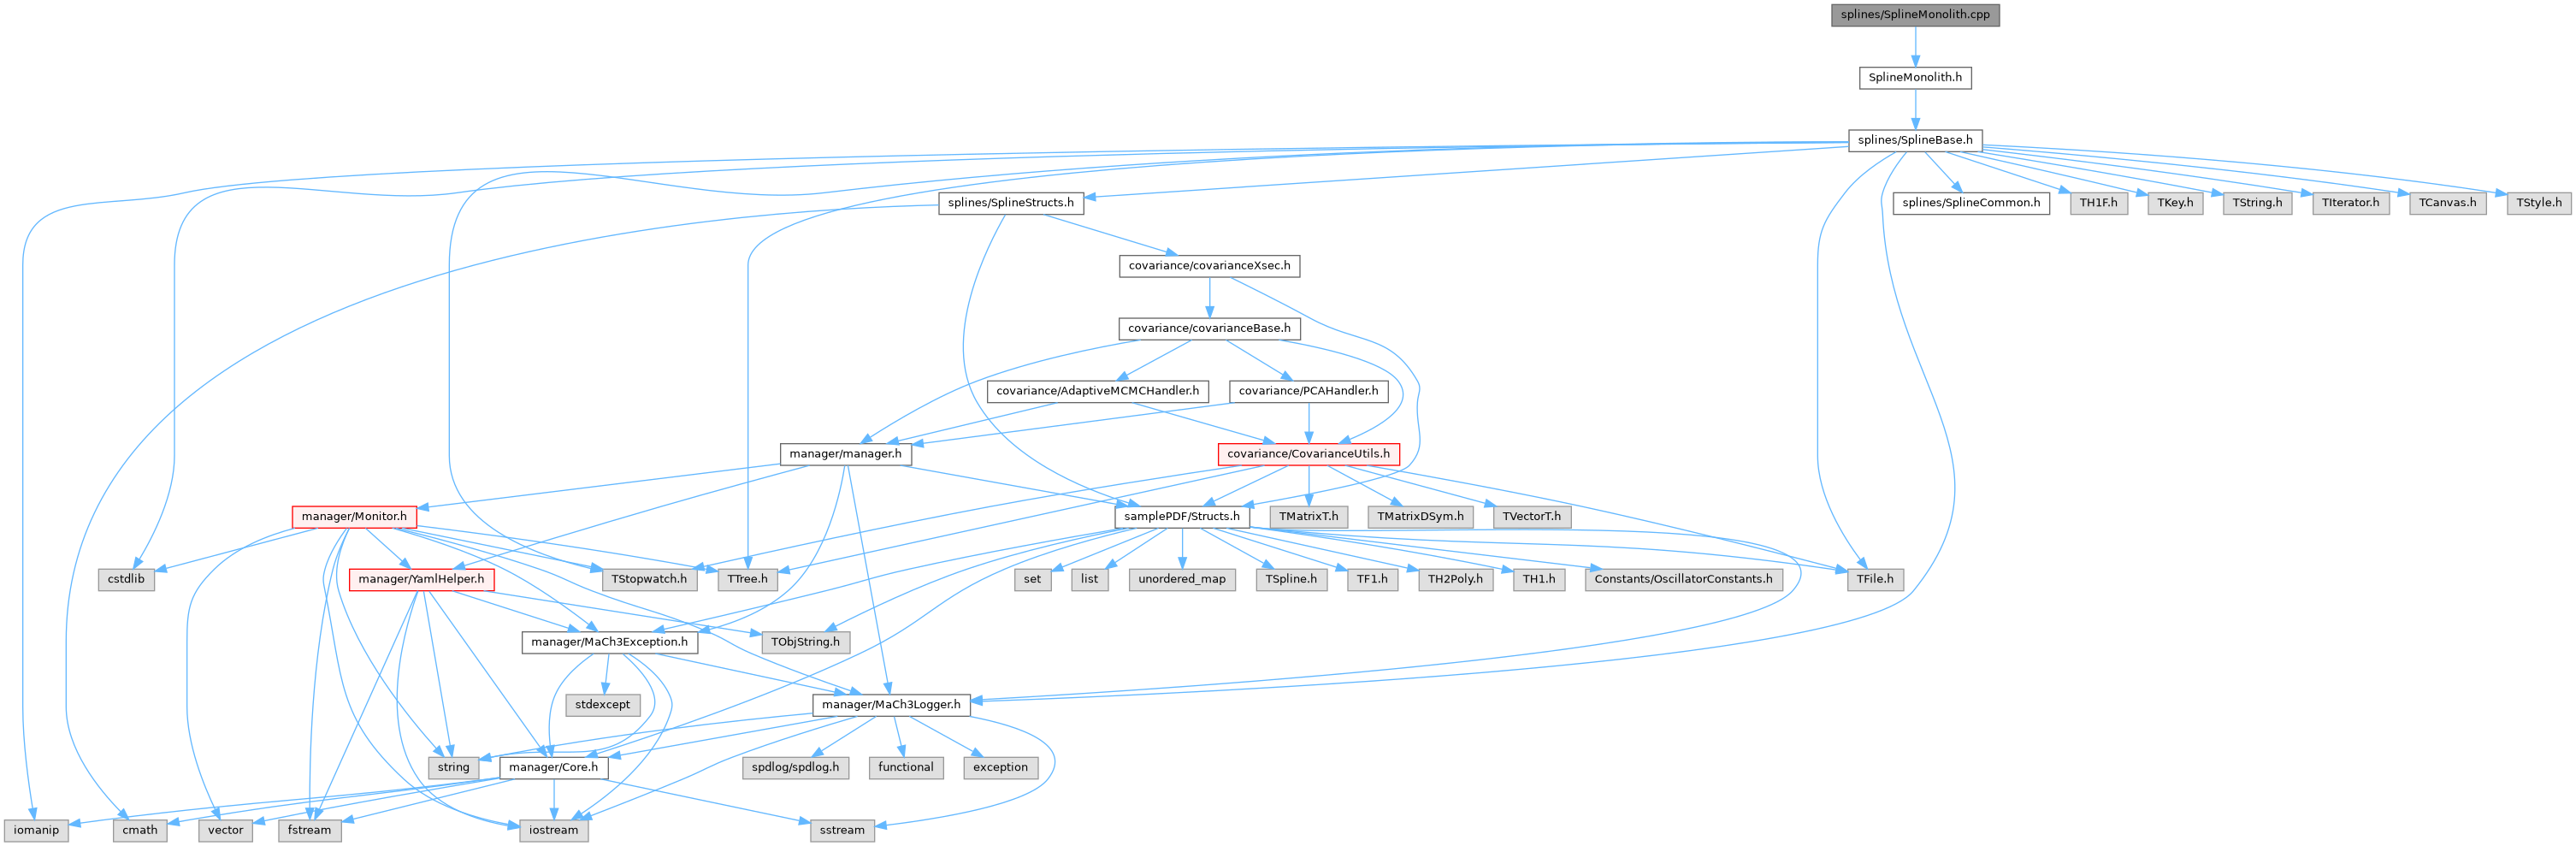 splines/SplineMonolith.cpp
SplineMonolith.h
splines/SplineBase.h
splines/SplineStructs.h
splines/SplineCommon.h
TH1F.h
TKey.h
TString.h
TIterator.h
TCanvas.h
TStyle.h
covariance/covarianceXsec.h
covariance/covarianceBase.h
covariance/AdaptiveMCMCHandler.h
covariance/PCAHandler.h
manager/manager.h
covariance/CovarianceUtils.h
manager/Monitor.h
samplePDF/Structs.h
TMatrixT.h
TMatrixDSym.h
TVectorT.h
cstdlib
manager/YamlHelper.h
TStopwatch.h
TTree.h
set
list
unordered_map
TSpline.h
TF1.h
TH2Poly.h
TH1.h
Constants/OscillatorConstants.h
TFile.h
manager/MaCh3Exception.h
TObjString.h
stdexcept
manager/MaCh3Logger.h
string
manager/Core.h
spdlog/spdlog.h
functional
exception
iomanip
cmath
vector
fstream
iostream
sstream